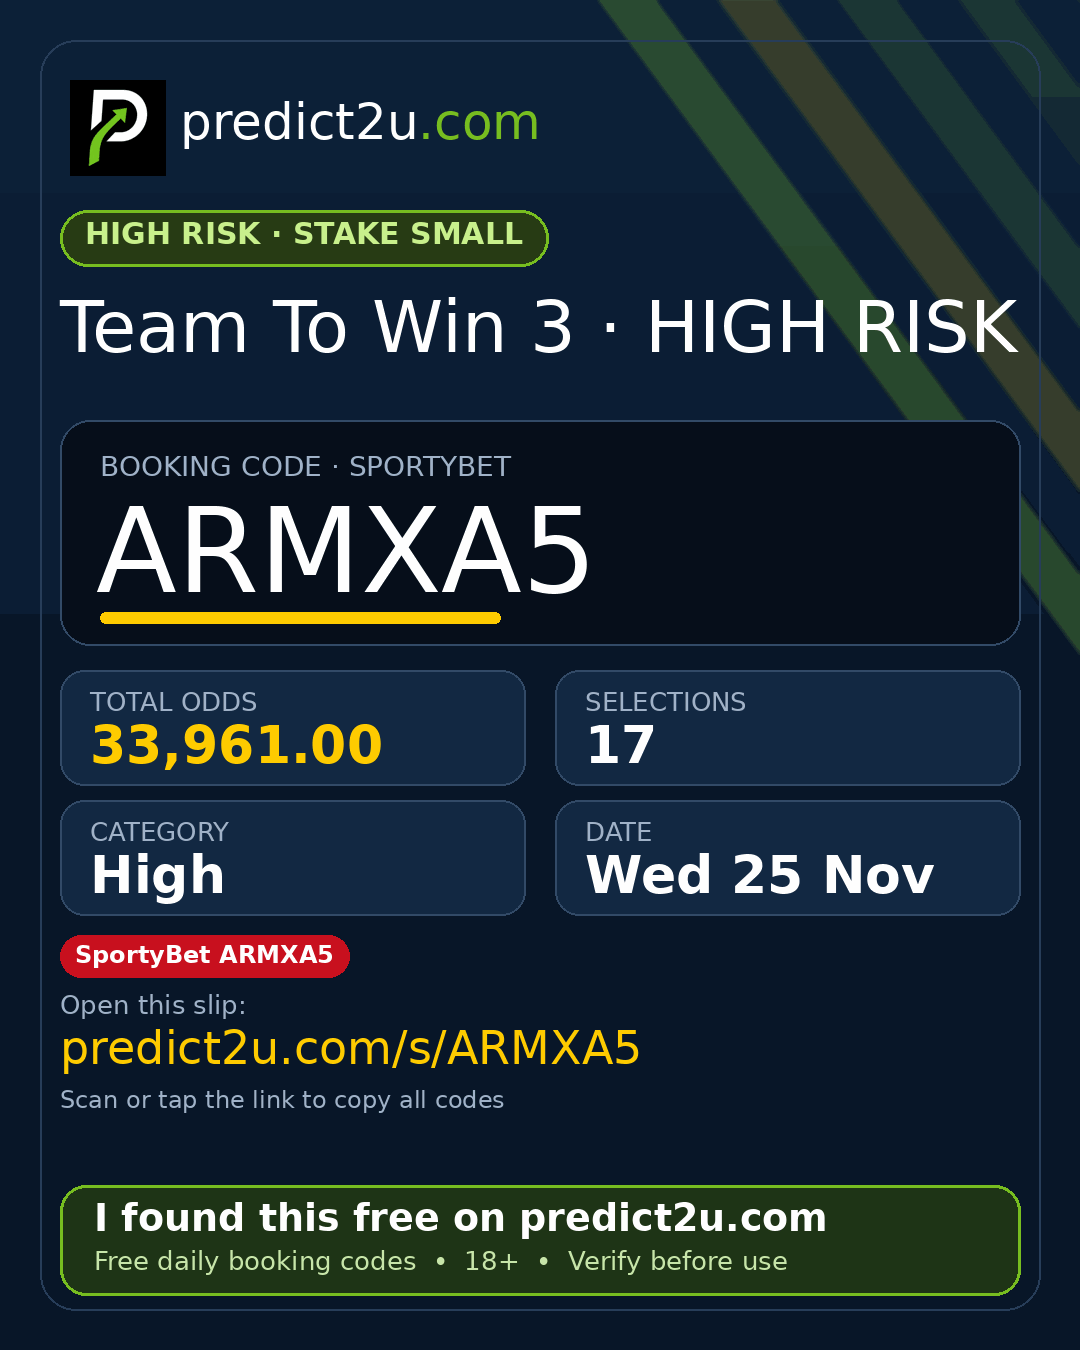 predict2u.com
HIGH RISK · STAKE SMALL
Team To Win 3 · HIGH RISK
BOOKING CODE · SPORTYBET
ARMXA5
TOTAL ODDS
33,961.00
SELECTIONS
17
CATEGORY
High
DATE
Wed 25 Nov
SportyBet ARMXA5
Open this slip:
predict2u.com/s/ARMXA5
Scan or tap the link to copy all codes
I found this free on predict2u.com
Free daily booking codes • 18+ • Verify before use